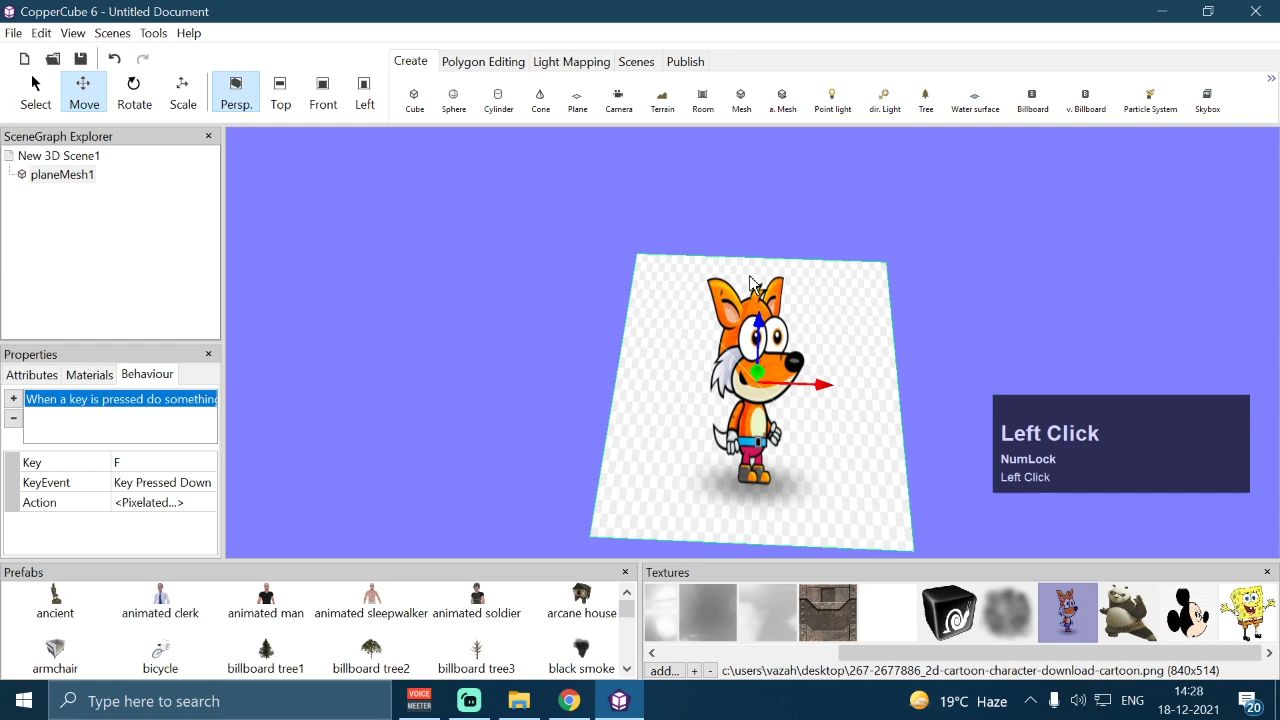 CopperCube 6 - Untitled Document
File Edit View Scenes Tools Help
Create Polygon Editing Light Mapping Scenes Publish
Select Move Rotate Scale Persp. Top Front Left
Cube Sphere Cylinder Cone Plane Camera Terrain Room Mesh a. Mesh Point light dir. Light Tree Water surface Billboard v. Billboard Particle System Skybox
SceneGraph Explorer
New 3D Scene1
planeMesh1
Properties
Attributes Materials Behaviour
When a key is pressed do something
Key F
KeyEvent Key Pressed Down
Action <Pixelated...>
Left Click
NumLock
Left Click
Prefabs
ancient animated clerk animated man animated sleepwalker animated soldier arcane house
armchair bicycle billboard tree1 billboard tree2 billboard tree3 black smoke
Textures
add... + - c:\users\vazah\desktop\267-2677886_2d-cartoon-character-download-cartoon.png (840x514)
Type here to search
VOICE
MEETER
19°C Haze
ENG
14:28
18-12-2021
20